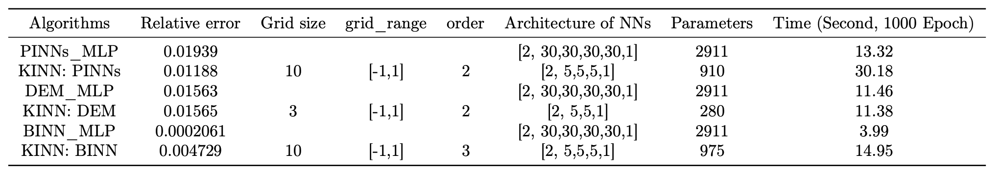 Algorithms Relative error Grid size grid_range order Architecture of NNs Parameters Time (Second, 1000 Epoch)
PINNs_MLP 0.01939 [2, 30,30,30,30,1] 2911 13.32
KINN: PINNs 0.01188 10 [-1,1] 2 [2, 5,5,5,1] 910 30.18
DEM_MLP 0.01563 [2, 30,30,30,30,1] 2911 11.46
KINN: DEM 0.01565 3 [-1,1] 2 [2, 5,5,1] 280 11.38
BINN_MLP 0.0002061 [2, 30,30,30,30,1] 2911 3.99
KINN: BINN 0.004729 10 [-1,1] 3 [2, 5,5,5,1] 975 14.95